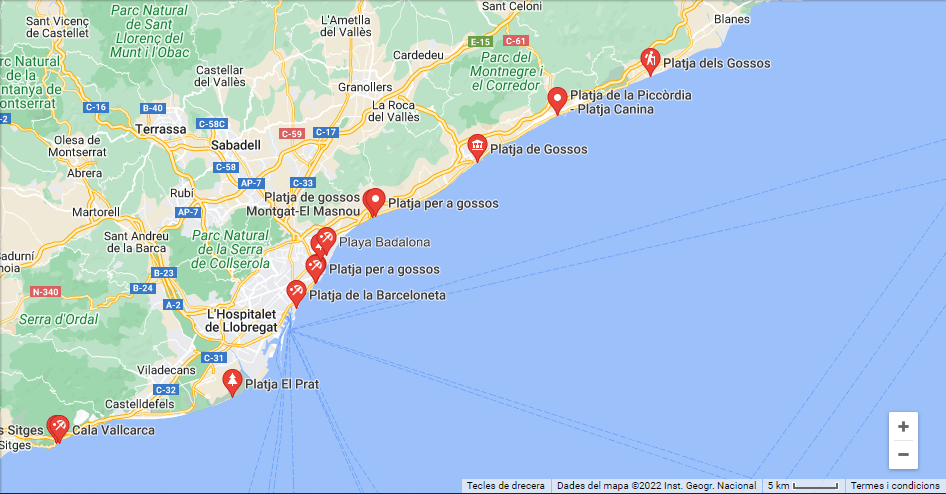 Sant Celoni
Blanes
Sant Vicenç
de Castellet
Parc Natural
de Sant
Llorenç del
Munt i l'Obac
L'Ametlla
del Vallès
E-15
C-61
Cardedeu
Parc del
Montnegre i
el Corredor
Platja dels Gossos
Castellar
del Vallès
Granollers
La Roca
del Vallès
Platja de la Piccòrdia
- Platja Canina
Parc Natural
de la
Muntanya de
Montserrat
C-16
B-40
Terrassa
C-58C
C-59
C-17
Sabadell
Platja de Gossos
Olesa de
Montserrat
Abrera
C-58
AP-7
C-33
Rubí
Martorell
AP-7
Platja de gossos
Montgat-El Masnou
Platja per a gossos
Sant Andreu
de la Barca
Parc Natural
de la Serra
de Collserola
Playa Badalona
Badurní
noia
B-23
B-24
Platja per a gossos
N-340
A-2
Platja de la Barceloneta
Serra d'Ordal
L'Hospitalet
de Llobregat
C-31
Viladecans
C-32
Platja El Prat
Castelldefels
s Sitges
Cala Vallcarca
Sitges
+
−
Tecles de drecera
Dades del mapa ©2022 Inst. Geogr. Nacional
5 km
Termes i condicions